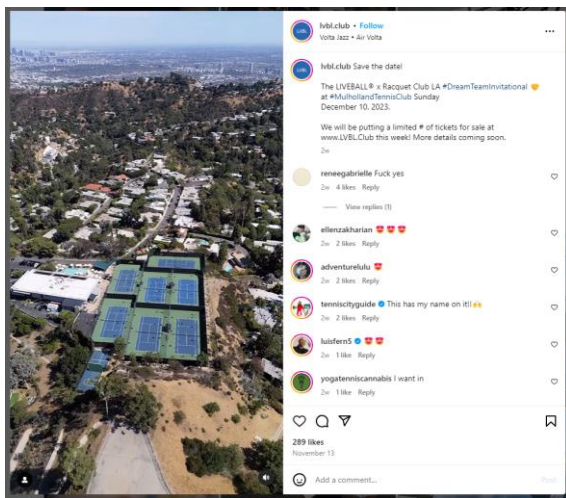 lvbl.club • Follow
Volta Jazz • Air Volta
lvbl.club Save the date!
The LIVEBALL® x Racquet Club LA #DreamTeamInvitational 🤝
at #MulhollandTennisClub Sunday
December 10, 2023.
We will be putting a limited # of tickets for sale at
www.LVBL.Club this week! More details coming soon.
2w
reneegabrielle Fuck yes
2w 4 likes Reply
View replies (1)
ellenzakharian 😍 😍 😍
2w 2 likes Reply
adventurelulu 😍
2w 2 likes Reply
tenniscityguide This has my name on it!! 🙌
2w 2 likes Reply
luisfern5 😍 😍
2w 1 like Reply
yogatenniscannabis I want in
2w 1 like Reply
289 likes
November 13
Add a comment...
Post